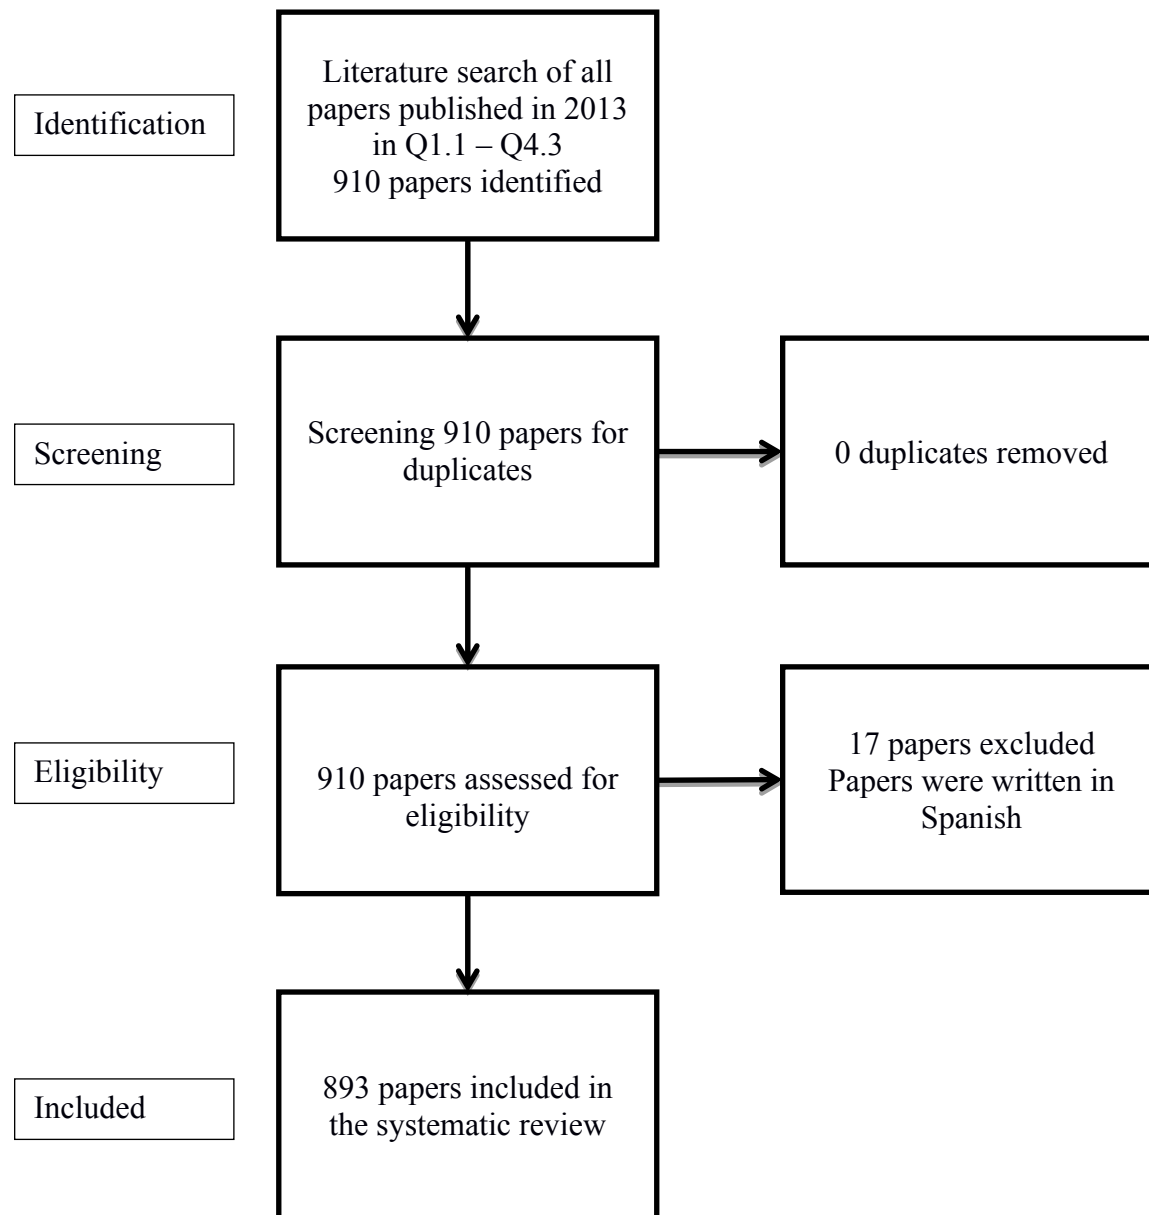 Identification
Literature search of all
papers published in 2013
in Q1.1 – Q4.3
910 papers identified
Screening
Screening 910 papers for
duplicates
0 duplicates removed
Eligibility
910 papers assessed for
eligibility
17 papers excluded
Papers were written in
Spanish
Included
893 papers included in
the systematic review